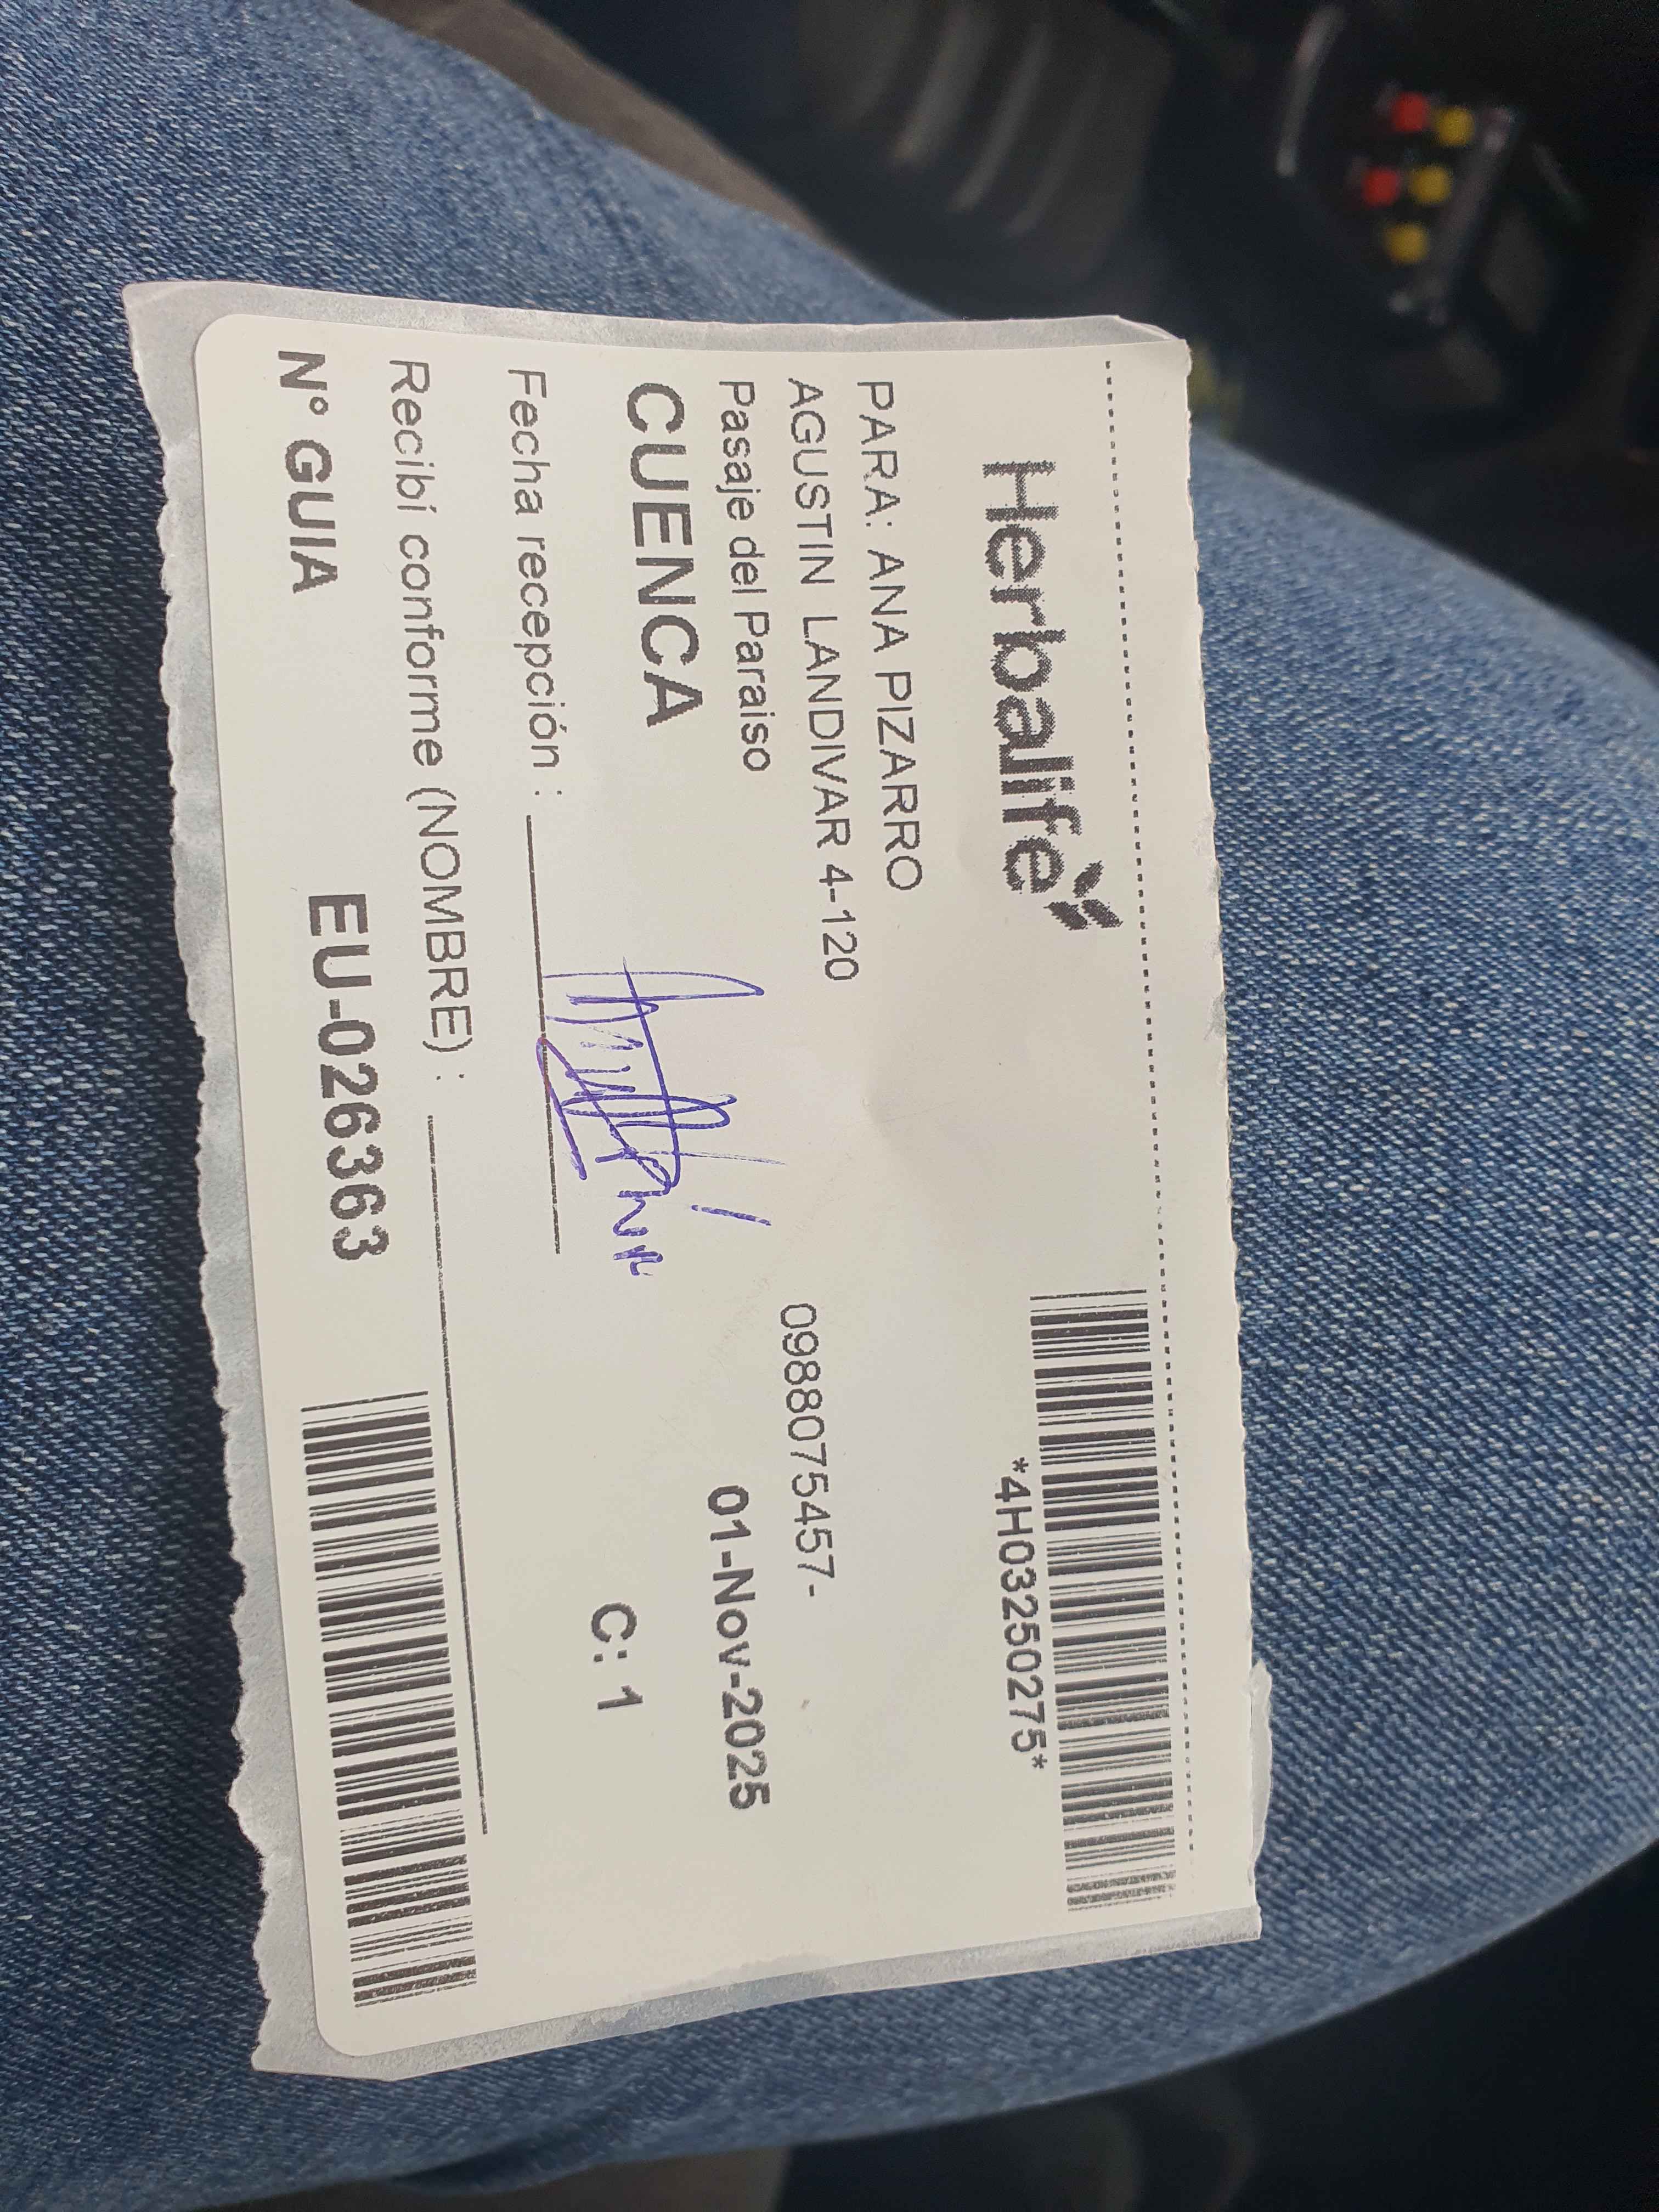 Herbalife
*4H03250275*
PARA: ANA PIZARRO
AGUSTIN LANDIVAR 4-120
0988075457-
Pasaje del Paraiso
01-Nov-2025
CUENCA
C: 1
Fecha recepción :
Recibí conforme (NOMBRE) :
N° GUIA EU-026363